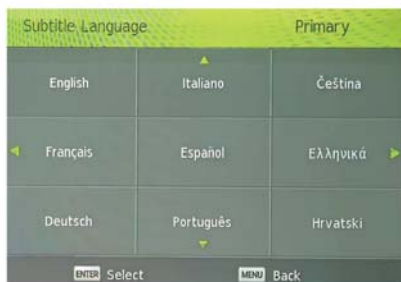 Subtitle Language Primary
English Italiano Čeština
Français Español Ελληνικά
Deutsch Português Hrvatski
ENTER Select MENU Back